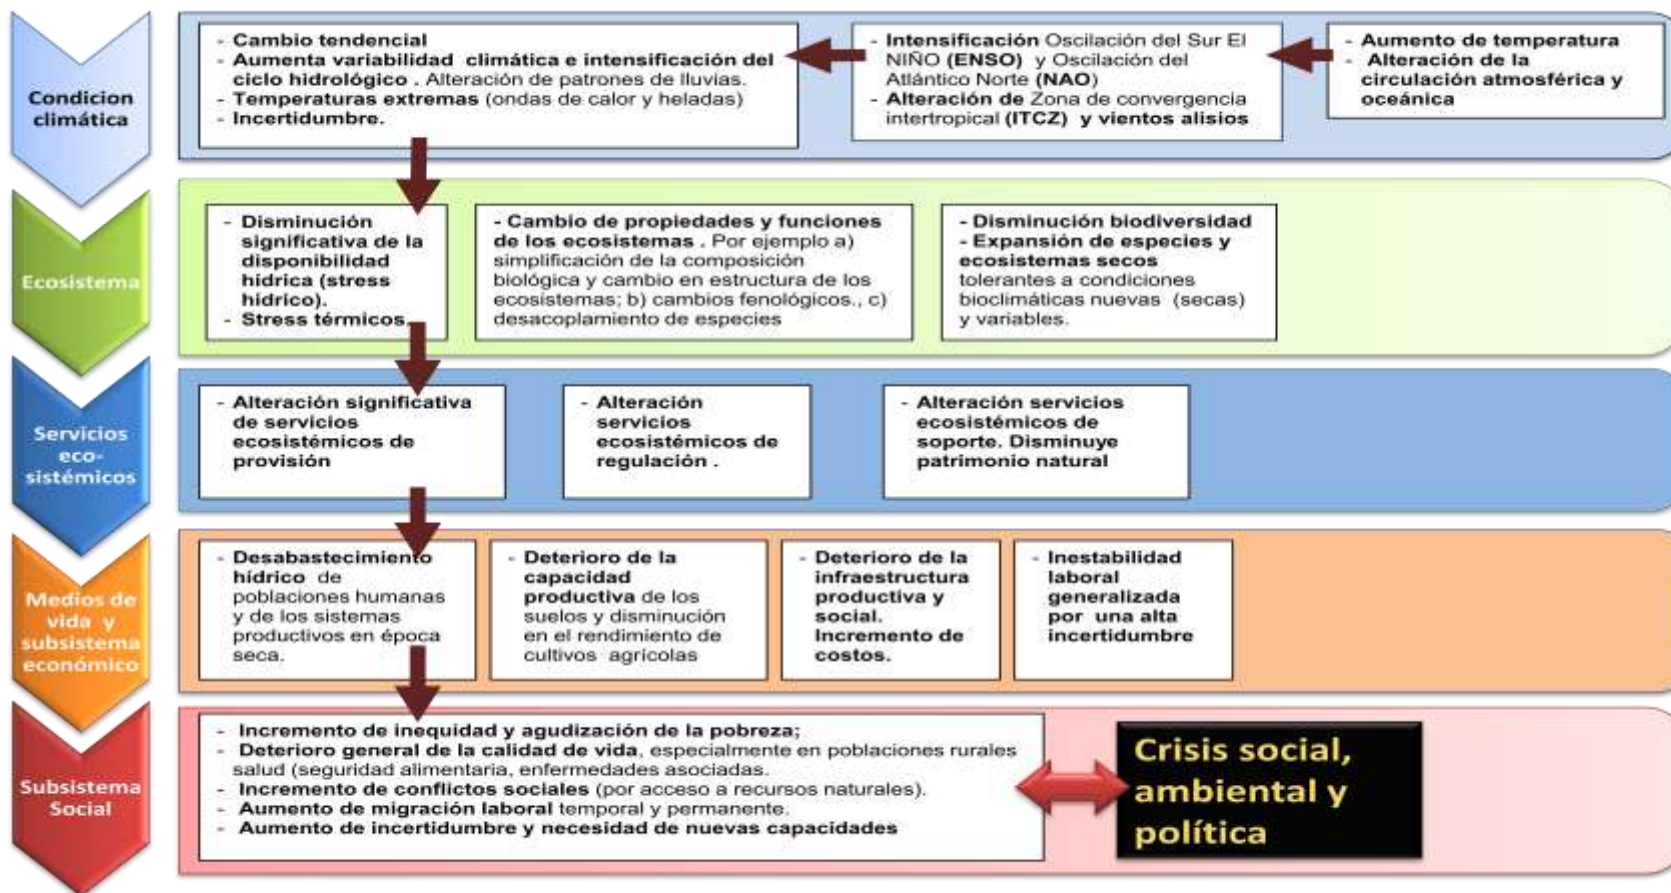 Condicion
climática
- Cambio tendencial
- Aumenta variabilidad climática e intensificación del
ciclo hidrológico . Alteración de patrones de lluvias.
- Temperaturas extremas (ondas de calor y heladas)
- Incertidumbre.
- Intensificación Oscilación del Sur El
NIÑO (ENSO) y Oscilación del
Atlántico Norte (NAO)
- Alteración de Zona de convergencia
intertropical (ITCZ) y vientos alisios
- Aumento de temperatura
- Alteración de la
circulación atmosférica y
oceánica
Ecosistema
- Disminución
significativa de la
disponibilidad
hídrica (stress
hídrico).
- Stress térmicos
- Cambio de propiedades y funciones
de los ecosistemas . Por ejemplo a)
simplificación de la composición
biológica y cambio en estructura de los
ecosistemas; b) cambios fenológicos., c)
desacoplamiento de especies
- Disminución biodiversidad
- Expansión de especies y
ecosistemas secos
tolerantes a condiciones
bioclimáticas nuevas (secas)
y variables.
Servicios
eco-
sistémicos
- Alteración significativa
de servicios
ecosistémicos de
provisión
- Alteración
servicios
ecosistémicos de
regulación .
- Alteración servicios
ecosistémicos de
soporte. Disminuye
patrimonio natural
Medios de
vida y
subsistema
económico
- Desabastecimiento
hídrico de
poblaciones humanas
y de los sistemas
productivos en época
seca.
- Deterioro de la
capacidad
productiva de los
suelos y disminución
en el rendimiento de
cultivos agrícolas
- Deterioro de la
infraestructura
productiva y
social.
Incremento de
costos.
- Inestabilidad
laboral
generalizada
por una alta
incertidumbre
Subsistema
Social
- Incremento de inequidad y agudización de la pobreza;
- Deterioro general de la calidad de vida, especialmente en poblaciones rurales
salud (seguridad alimentaria, enfermedades asociadas.
- Incremento de conflictos sociales (por acceso a recursos naturales).
- Aumento de migración laboral temporal y permanente.
- Aumento de incertidumbre y necesidad de nuevas capacidades
Crisis social,
ambiental y
política